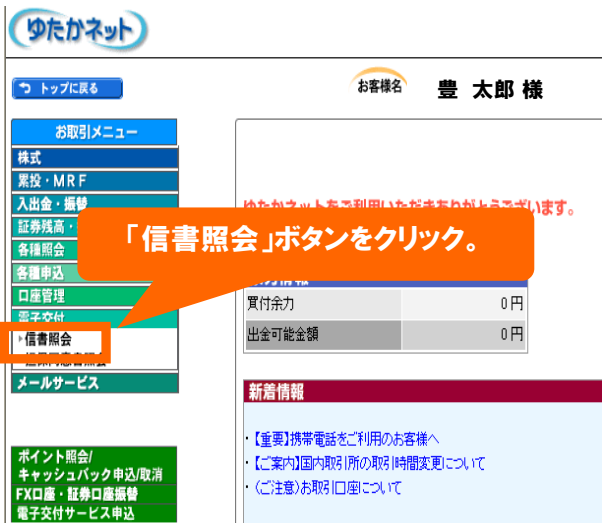 ゆたかネット
トップに戻る
お客様名 豊 太郎 様
お取引メニュー
株式
累投・MRF
入出金・振替
証券残高・
各種照会
各種申込
口座管理
電子交付
信書照会
メールサービス
ポイント照会/
キャッシュバック申込/取消
FX口座・証券口座振替
電子交付サービス申込
ゆたかネットをご利用いただきありがとうございます。
「信書照会」ボタンをクリック。
買付余力 0円
出金可能金額 0円
新着情報
・【重要】携帯電話をご利用のお客様へ
・【ご案内】国内取引所の取引時間変更について
・〈ご注意〉お取引口座について